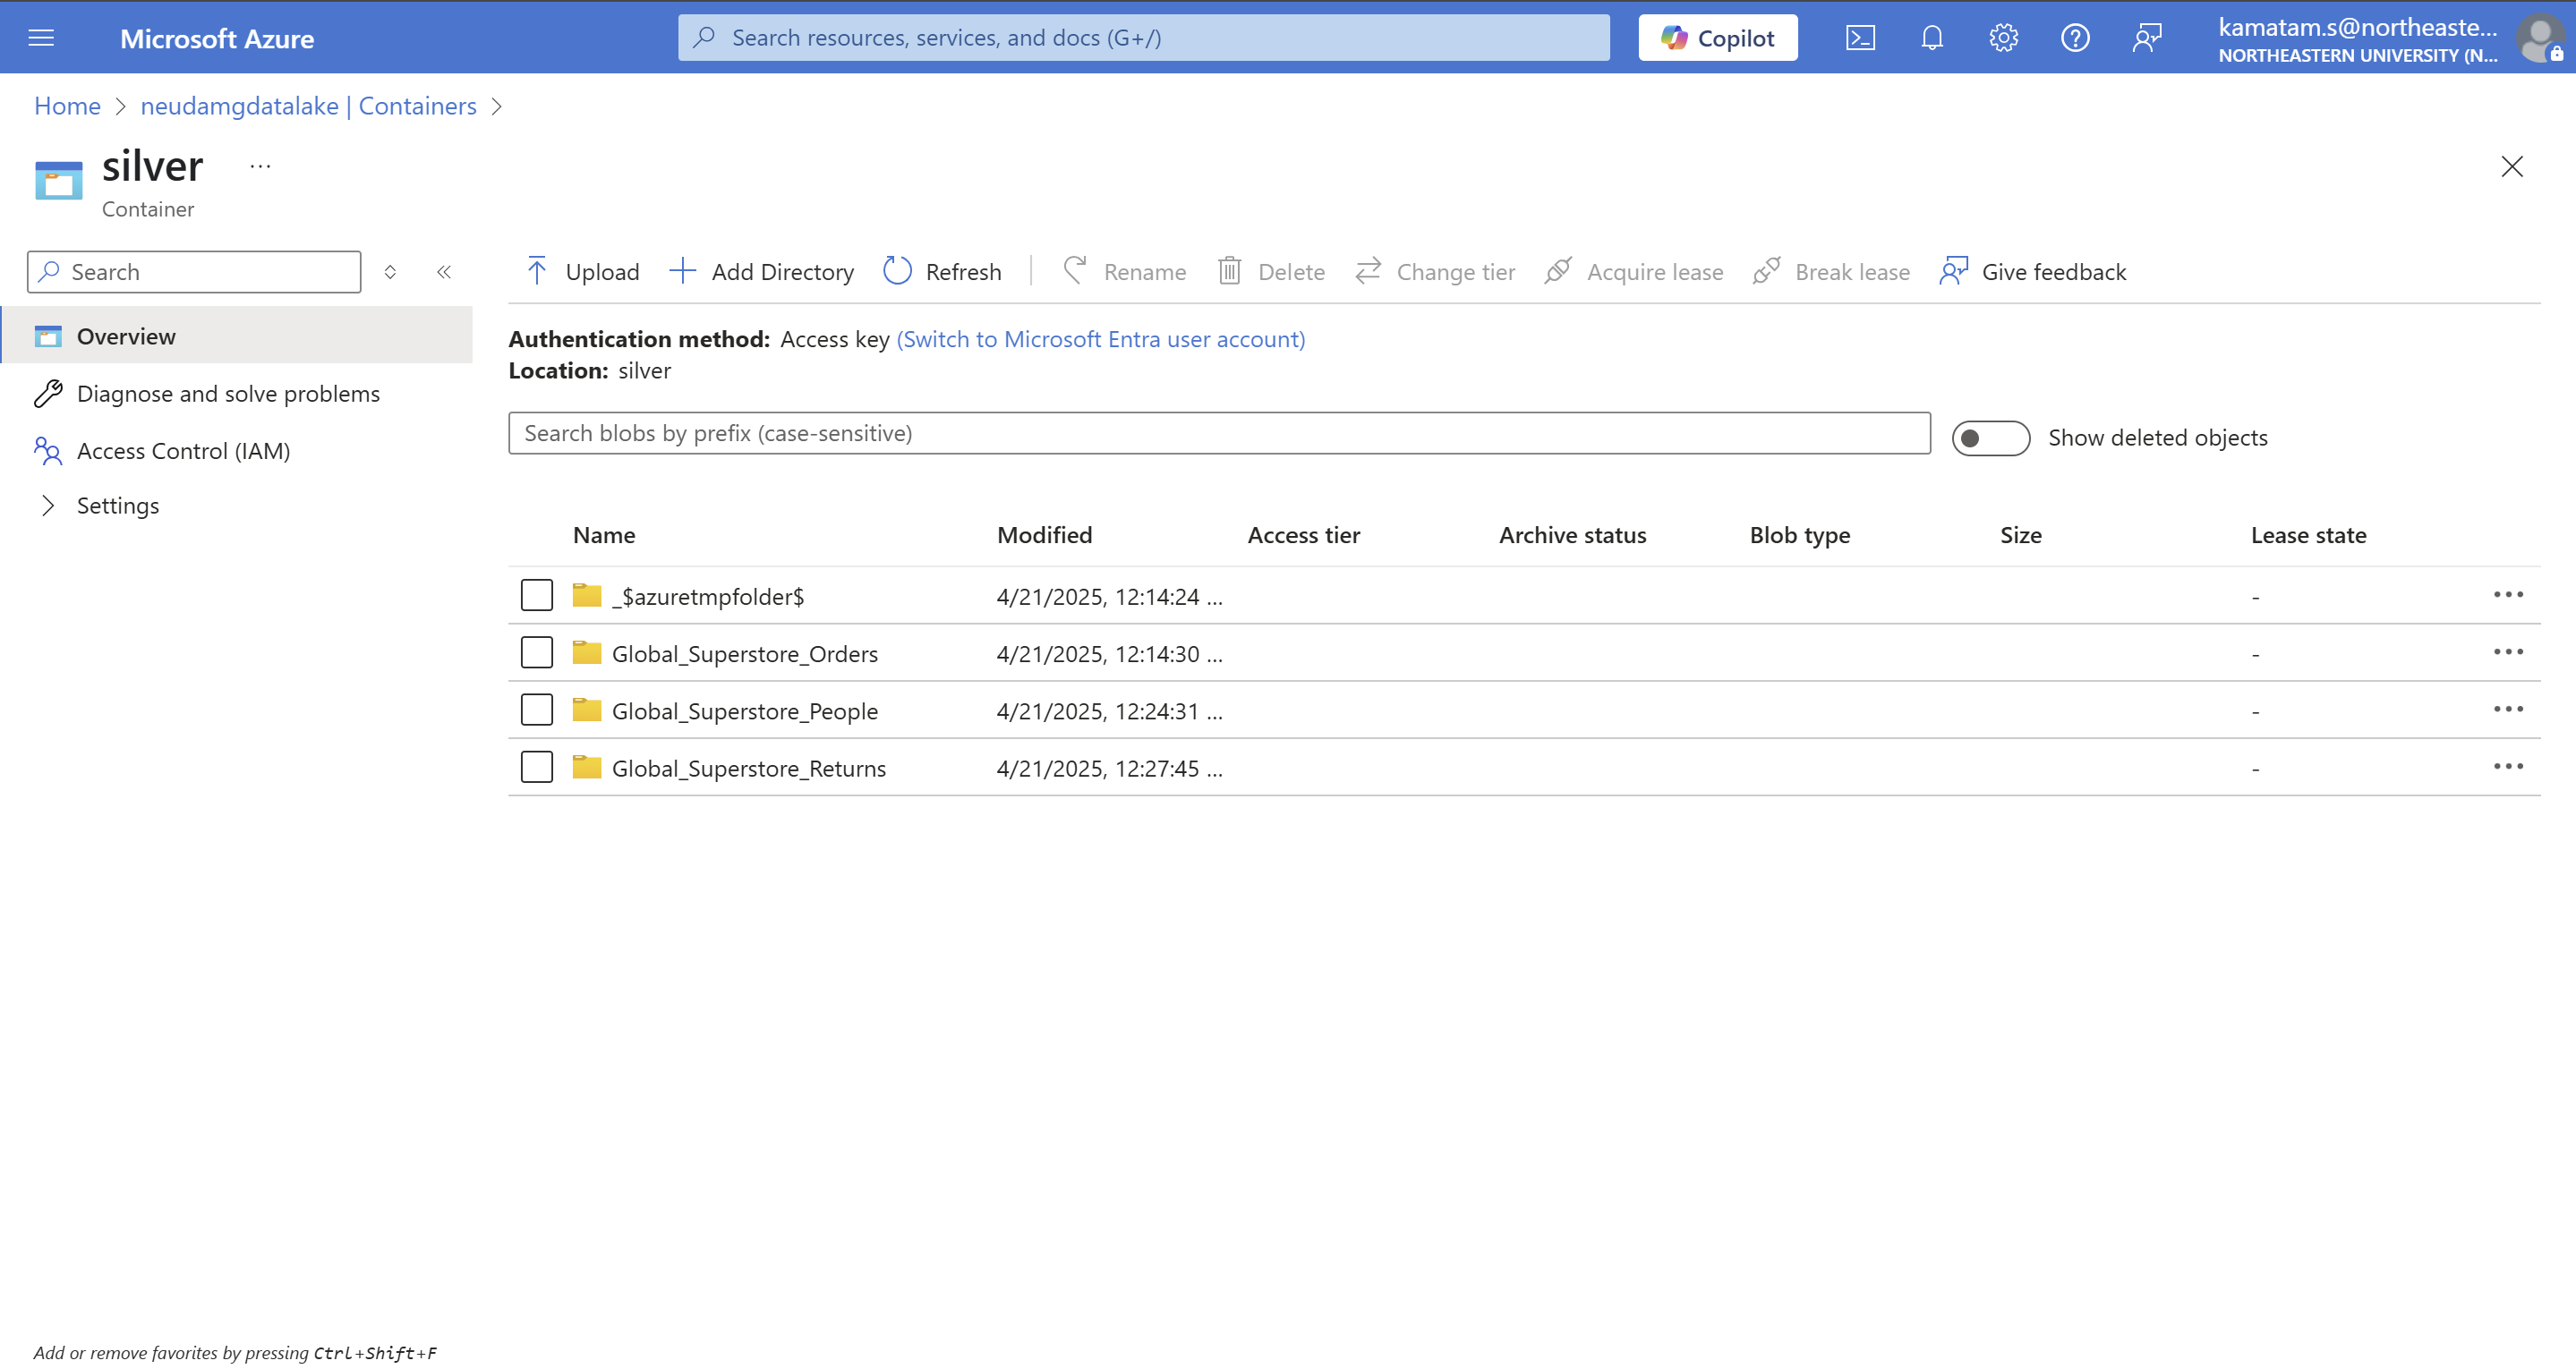 Microsoft Azure
Search resources, services, and docs (G+/)
Copilot
kamatam.s@northeaste...
NORTHEASTERN UNIVERSITY (N...
Home > neudamgdatalake | Containers >
silver ...
Container
Search
Overview
Diagnose and solve problems
Access Control (IAM)
Settings
Upload Add Directory Refresh Rename Delete Change tier Acquire lease Break lease Give feedback
Authentication method: Access key (Switch to Microsoft Entra user account)
Location: silver
Search blobs by prefix (case-sensitive)
Show deleted objects
Name Modified Access tier Archive status Blob type Size Lease state
_$azuretmpfolder$ 4/21/2025, 12:14:24 ... - ...
Global_Superstore_Orders 4/21/2025, 12:14:30 ... - ...
Global_Superstore_People 4/21/2025, 12:24:31 ... - ...
Global_Superstore_Returns 4/21/2025, 12:27:45 ... - ...
Add or remove favorites by pressing Ctrl+Shift+F